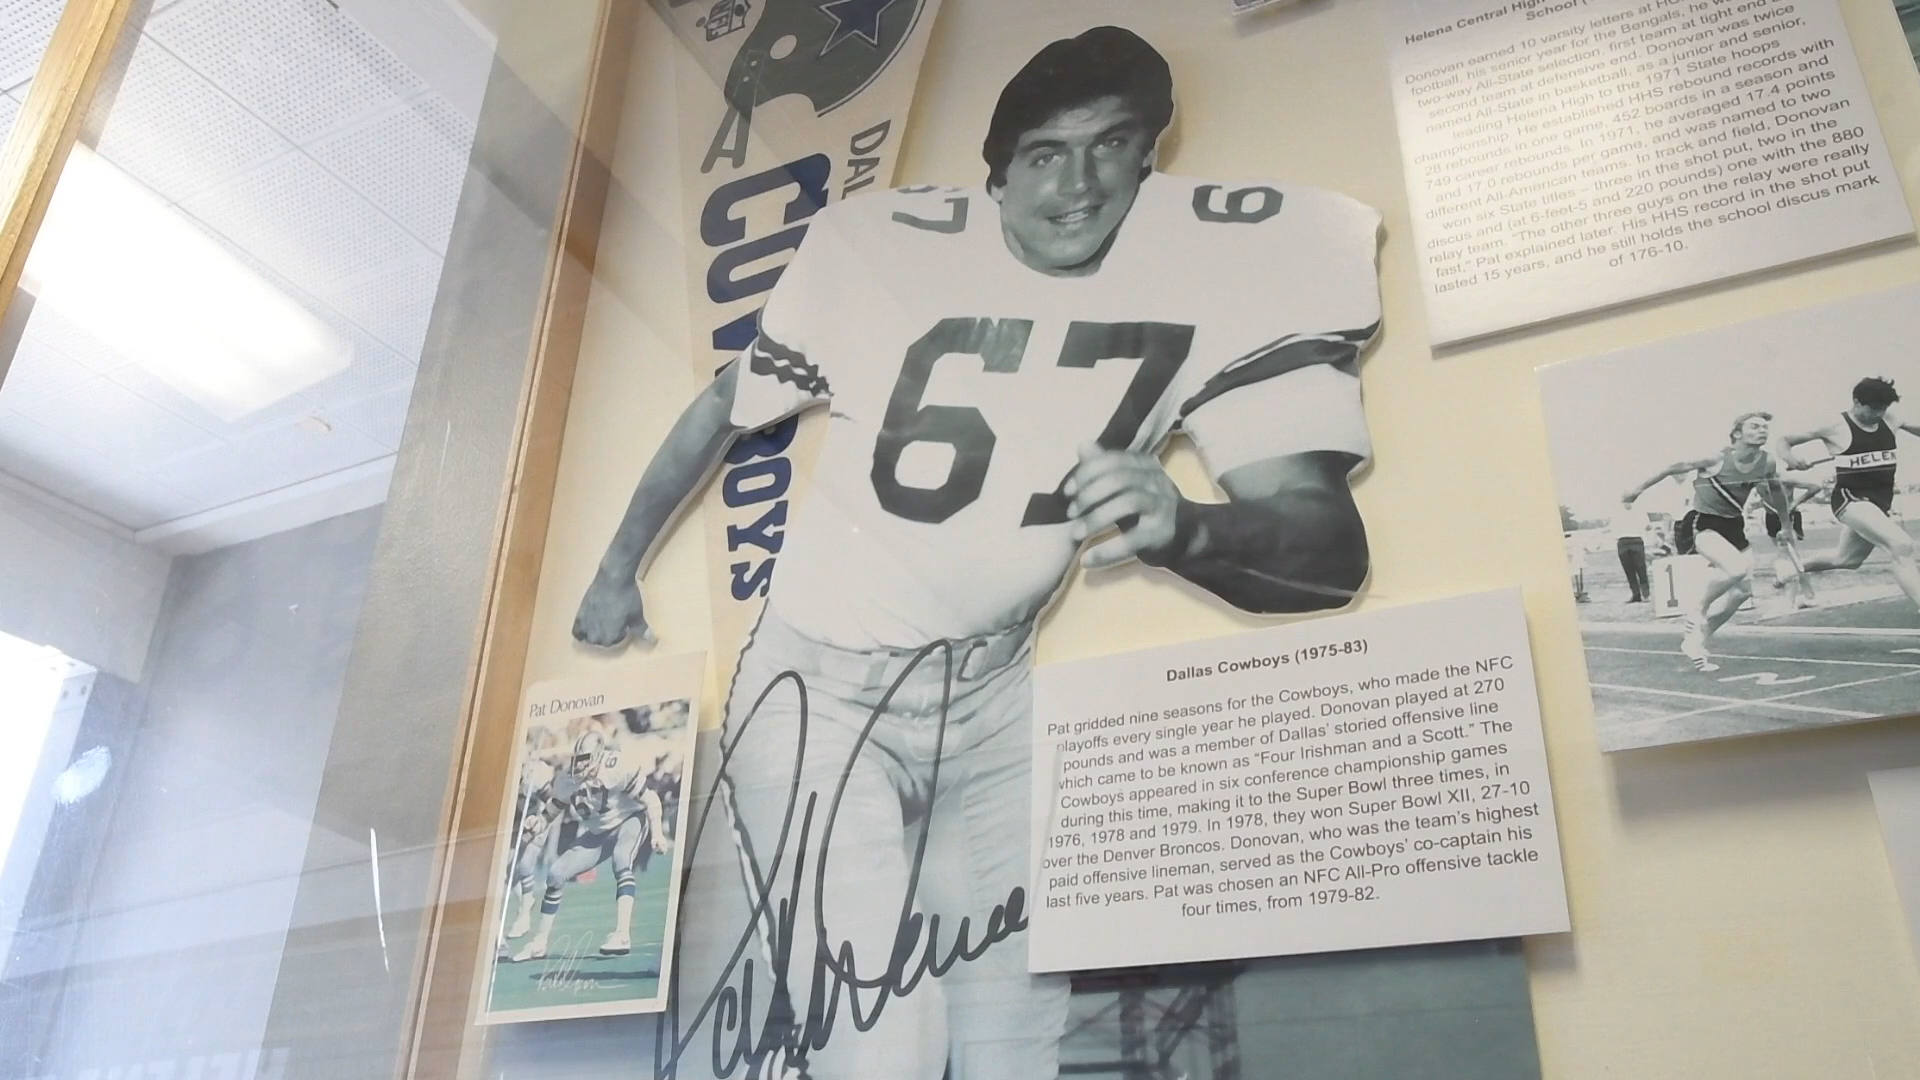 NFL
DAL
COWBOYS
67
9
67
Helena Central High
School
Donovan earned 10 varsity letters at
football, his senior year for the Bengals, he
two-way All-State selection, first team at tight end
second team at defensive end. Donovan was twice
named All-State in basketball, as a junior and senior,
leading Helena High to the 1971 State hoops
championship. He established HHS rebound records with
28 rebounds in one game, 452 boards in a season and
749 career rebounds. In 1971, he averaged 17.4 points
and 17.0 rebounds per game, and was named to two
different All-American teams. In track and field, Donovan
won six State titles – three in the shot put, two in the
discus and (at 6-feet-5 and 220 pounds) one with the 880
relay team. "The other three guys on the relay were really
fast," Pat explained later. His HHS record in the shot put
lasted 15 years, and he still holds the school discus mark
of 176-10.
HELEN
1
2
Dallas Cowboys (1975-83)
Pat gridded nine seasons for the Cowboys, who made the NFC
playoffs every single year he played. Donovan played at 270
pounds and was a member of Dallas' storied offensive line
which came to be known as "Four Irishman and a Scott." The
Cowboys appeared in six conference championship games
during this time, making it to the Super Bowl three times, in
1976, 1978 and 1979. In 1978, they won Super Bowl XII, 27-10
over the Denver Broncos. Donovan, who was the team's highest
paid offensive lineman, served as the Cowboys' co-captain his
last five years. Pat was chosen an NFC All-Pro offensive tackle
four times, from 1979-82.
Pat Donovan
Pat Donovan